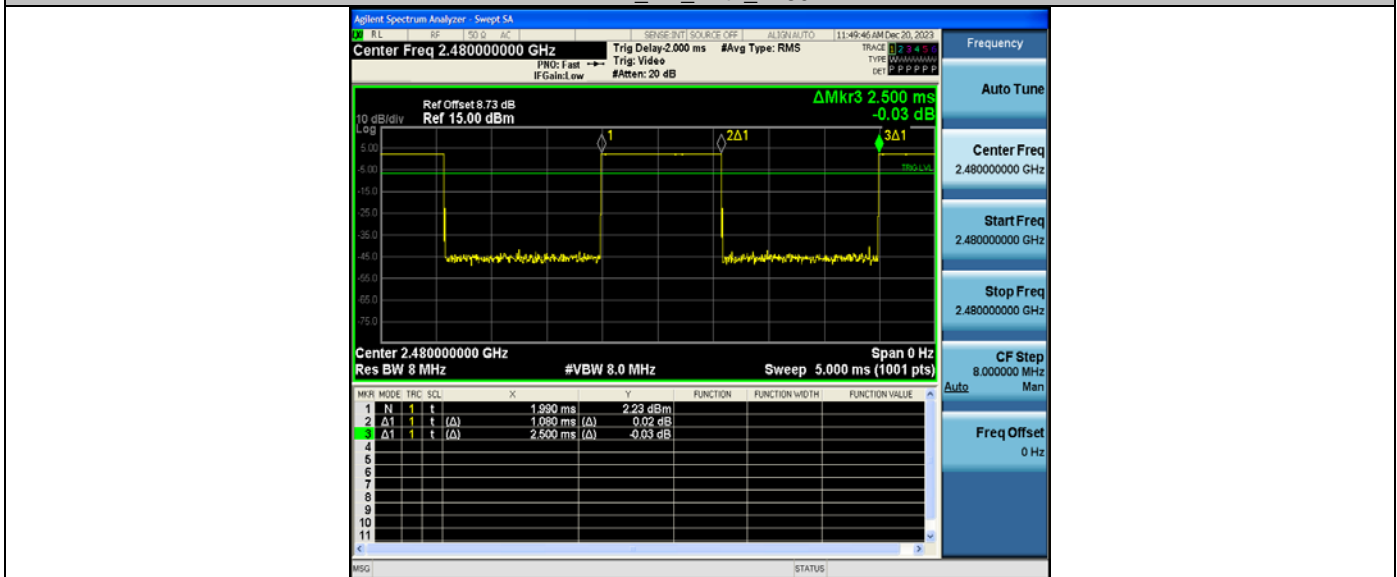 Agilent Spectrum Analyzer - Swept SA
RL RF 50 Ω AC SENSE:INT SOURCE OFF ALIGN AUTO 11:49:46 AM Dec 20, 2023
Center Freq 2.480000000 GHz
Trig Delay-2.000 ms #Avg Type: RMS
TRACE 1 2 3 4 5 6
PNO: Fast
Trig: Video
TYPE
IFGain:Low
#Atten: 20 dB
DET P P P P P P
Frequency
Auto Tune
Center Freq
2.480000000 GHz
Start Freq
2.480000000 GHz
Stop Freq
2.480000000 GHz
CF Step
8.000000 MHz
Auto Man
Freq Offset
0 Hz
ΔMkr3 2.500 ms
-0.03 dB
Ref Offset 8.73 dB
10 dB/div Ref 15.00 dBm
Log
1 2Δ1 3Δ1
5.00
-5.00
TRIG LVL
-15.0
-25.0
-35.0
-45.0
-55.0
-65.0
-75.0
Center 2.480000000 GHz Span 0 Hz
Res BW 8 MHz #VBW 8.0 MHz Sweep 5.000 ms (1001 pts)
MKR MODE TRC SCL X Y FUNCTION FUNCTION WIDTH FUNCTION VALUE
1 N 1 t 1.990 ms 2.23 dBm
2 Δ1 1 t (Δ) 1.080 ms (Δ) 0.02 dB
3 Δ1 1 t (Δ) 2.500 ms (Δ) -0.03 dB
4
5
6
7
8
9
10
11
MSG STATUS